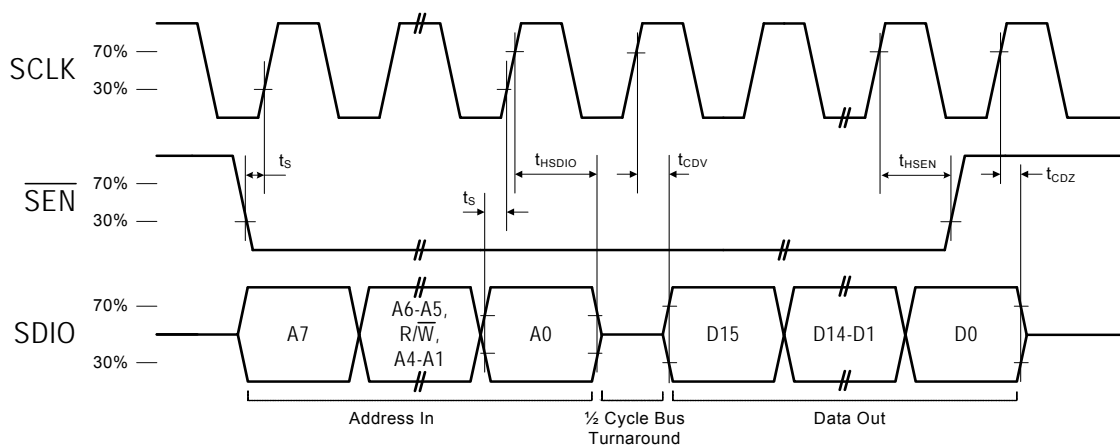 SCLK
70%
30%
tS
tHSDIO
tCDV
tHSEN
tCDZ
SEN
70%
30%
tS
SDIO
70%
30%
A7
A6-A5,
R/W,
A4-A1
A0
D15
D14-D1
D0
Address In
½ Cycle Bus
Turnaround
Data Out